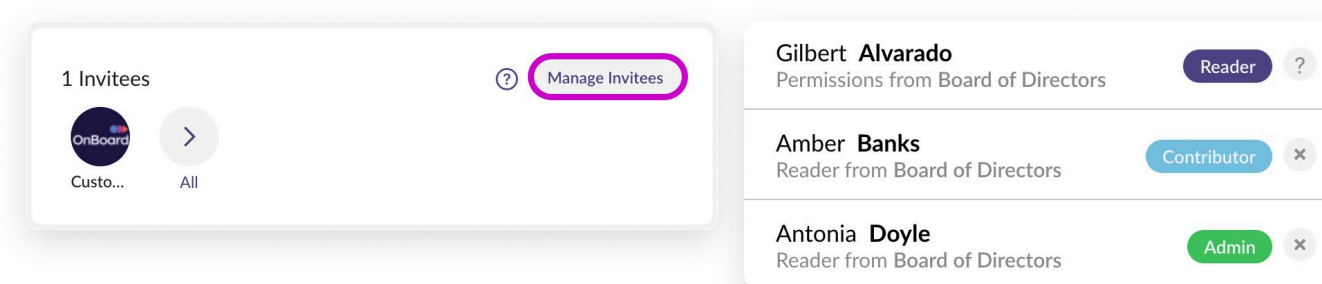 1 Invitees
? Manage Invitees
OnBoard
Custo...
All
Gilbert Alvarado
Permissions from Board of Directors
Reader ?
Amber Banks
Reader from Board of Directors
Contributor ×
Antonia Doyle
Reader from Board of Directors
Admin ×